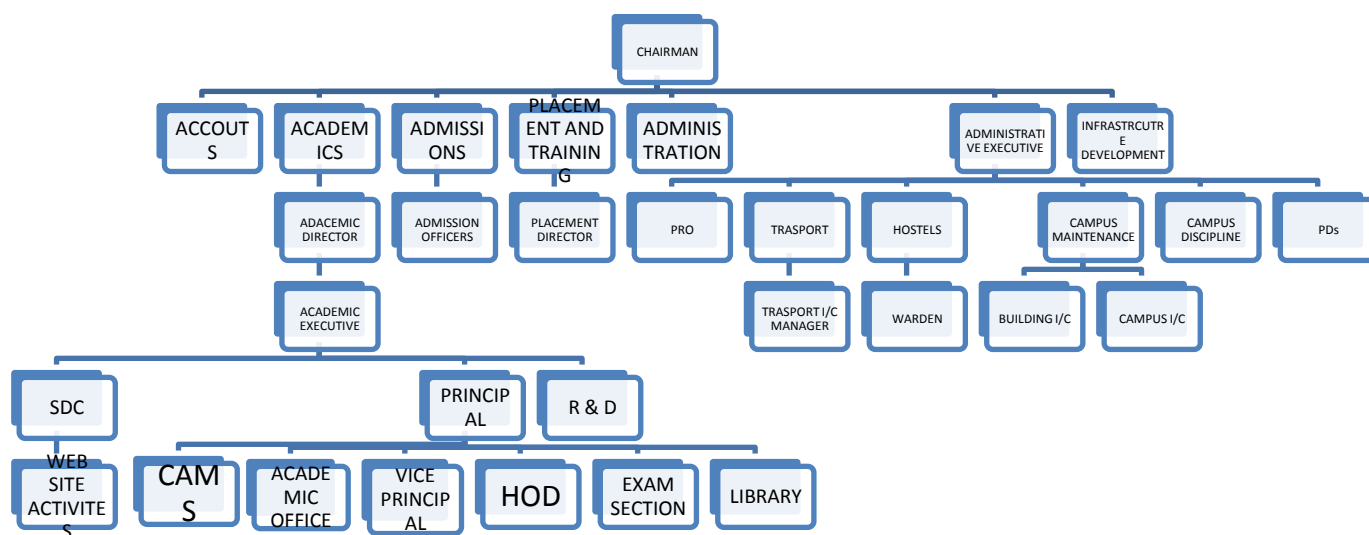 CHAIRMAN
ACCOUT
S
ACADEM
ICS
ADMISSI
ONS
PLACEM
ENT AND
TRAININ
G
ADMINIS
TRATION
ADMINISTRATI
VE EXECUTIVE
INFRASTRCUTR
E
DEVELOPMENT
ADACEMIC
DIRECTOR
ADMISSION
OFFICERS
PLACEMENT
DIRECTOR
PRO
TRASPORT
HOSTELS
CAMPUS
MAINTENANCE
CAMPUS
DISCIPLINE
PDs
ACADEMIC
EXECUTIVE
TRASPORT I/C
MANAGER
WARDEN
BUILDING I/C
CAMPUS I/C
SDC
PRINCIP
AL
R & D
WEB
SITE
ACTIVITE
S
CAM
S
ACADE
MIC
OFFICE
VICE
PRINCIP
AL
HOD
EXAM
SECTION
LIBRARY